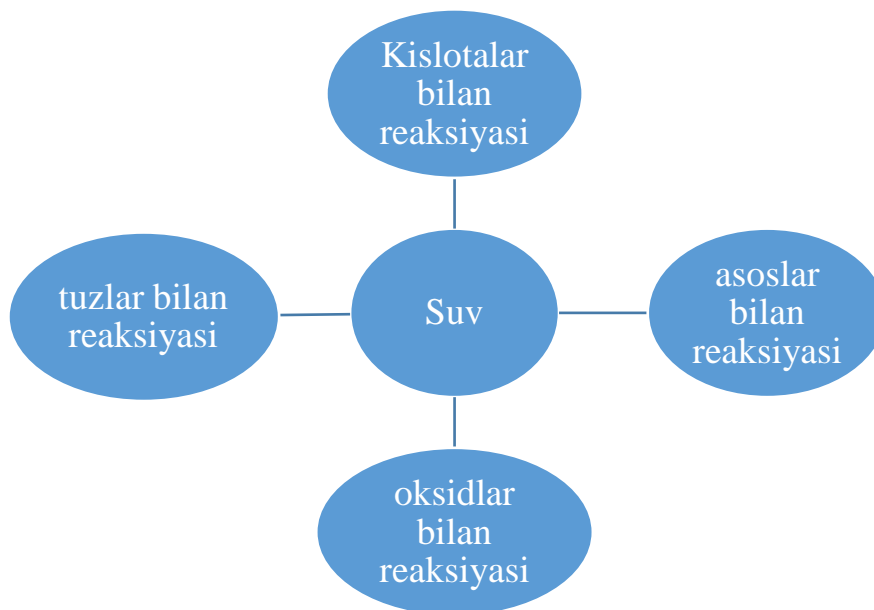 Kislotalar
bilan
reaksiyasi
tuzlar bilan
reaksiyasi
Suv
asoslar
bilan
reaksiyasi
oksidlar
bilan
reaksiyasi